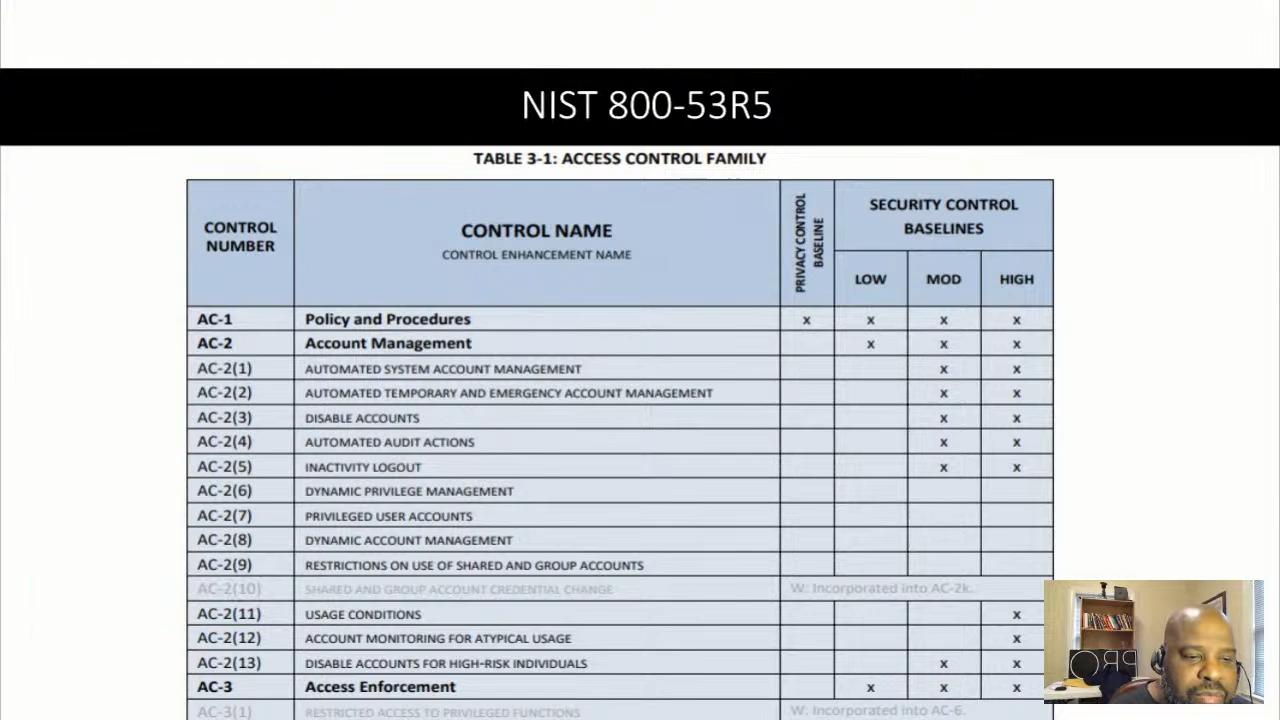 NIST 800-53R5
TABLE 3-1: ACCESS CONTROL FAMILY
CONTROL NUMBER
CONTROL NAME
CONTROL ENHANCEMENT NAME
PRIVACY CONTROL BASELINE
SECURITY CONTROL BASELINES
LOW MOD HIGH
AC-1 Policy and Procedures x x x x
AC-2 Account Management x x x
AC-2(1) AUTOMATED SYSTEM ACCOUNT MANAGEMENT x x
AC-2(2) AUTOMATED TEMPORARY AND EMERGENCY ACCOUNT MANAGEMENT x x
AC-2(3) DISABLE ACCOUNTS x x
AC-2(4) AUTOMATED AUDIT ACTIONS x x
AC-2(5) INACTIVITY LOGOUT x x
AC-2(6) DYNAMIC PRIVILEGE MANAGEMENT
AC-2(7) PRIVILEGED USER ACCOUNTS
AC-2(8) DYNAMIC ACCOUNT MANAGEMENT
AC-2(9) RESTRICTIONS ON USE OF SHARED AND GROUP ACCOUNTS
AC-2(10) SHARED AND GROUP ACCOUNT CREDENTIAL CHANGE W: Incorporated into AC-2k.
AC-2(11) USAGE CONDITIONS x
AC-2(12) ACCOUNT MONITORING FOR ATYPICAL USAGE x
AC-2(13) DISABLE ACCOUNTS FOR HIGH-RISK INDIVIDUALS x x
AC-3 Access Enforcement x x x
AC-3(1) RESTRICTED ACCESS TO PRIVILEGED FUNCTIONS W: Incorporated into AC-6.